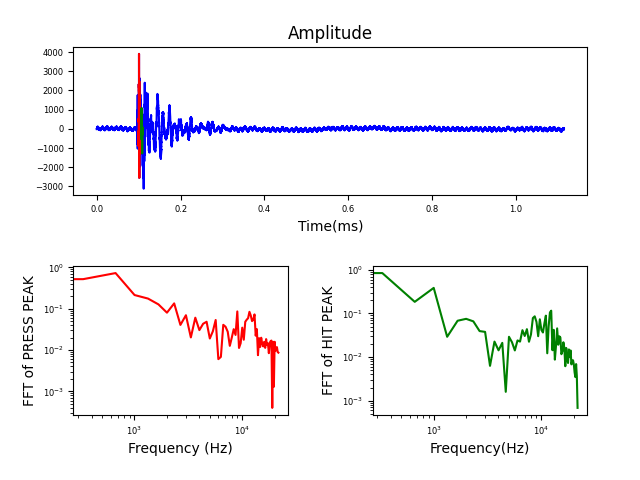 Amplitude
4000
3000
2000
1000
0
−1000
−2000
−3000
0.0 0.2 0.4 0.6 0.8 1.0
Time(ms)
FFT of PRESS PEAK
10⁰
10⁻¹
10⁻²
10⁻³
10³ 10⁴
Frequency (Hz)
FFT of HIT PEAK
10⁰
10⁻¹
10⁻²
10⁻³
10³ 10⁴
Frequency(Hz)